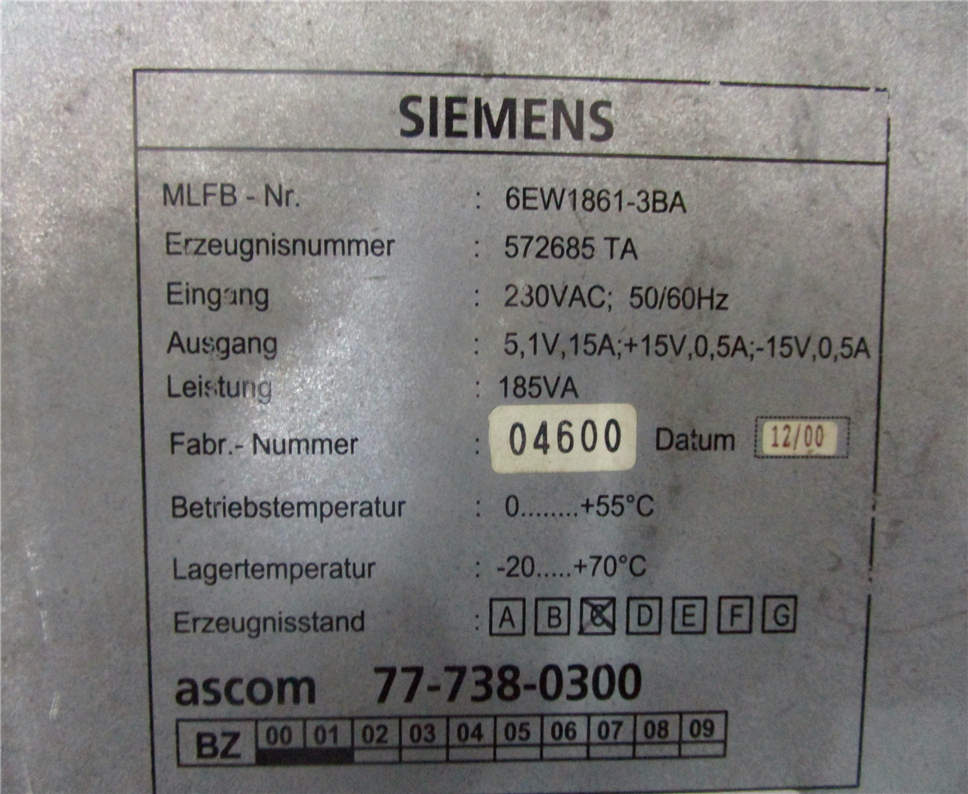 SIEMENS
MLFB - Nr. : 6EW1861-3BA
Erzeugnisnummer : 572685 TA
Eingang : 230VAC; 50/60Hz
Ausgang : 5,1V,15A;+15V,0,5A;-15V,0,5A
Leistung : 185VA
Fabr.- Nummer : 04600 Datum 12/00
Betriebstemperatur : 0........+55°C
Lagertemperatur : -20.....+70°C
Erzeugnisstand : A B C D E F G
ascom 77-738-0300
BZ 00 01 02 03 04 05 06 07 08 09